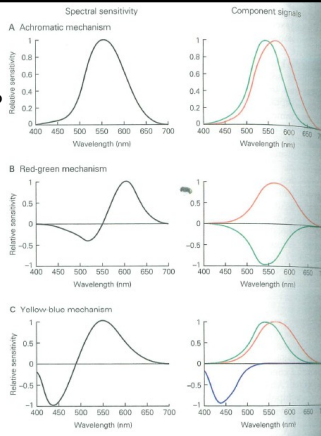 Spectral sensitivity
Component signals
A Achromatic mechanism
Relative sensitivity
1
0.8
0.6
0.4
0.2
0
400 450 500 550 600 650 700
Wavelength (nm)
1
0.8
0.6
0.4
0.2
0
400 450 500 550 600 650
Wavelength (nm)
B Red-green mechanism
Relative sensitivity
1
0.5
0
-0.5
-1
400 450 500 550 600 650 700
Wavelength (nm)
1
0.5
0
-0.5
-1
400 450 500 550 600 650
Wavelength (nm)
C Yellow-blue mechanism
Relative sensitivity
1
0.5
0
-0.5
-1
400 450 500 550 600 650 700
Wavelength (nm)
1
0.5
0
-0.5
-1
400 450 500 550 600 650
Wavelength (nm)